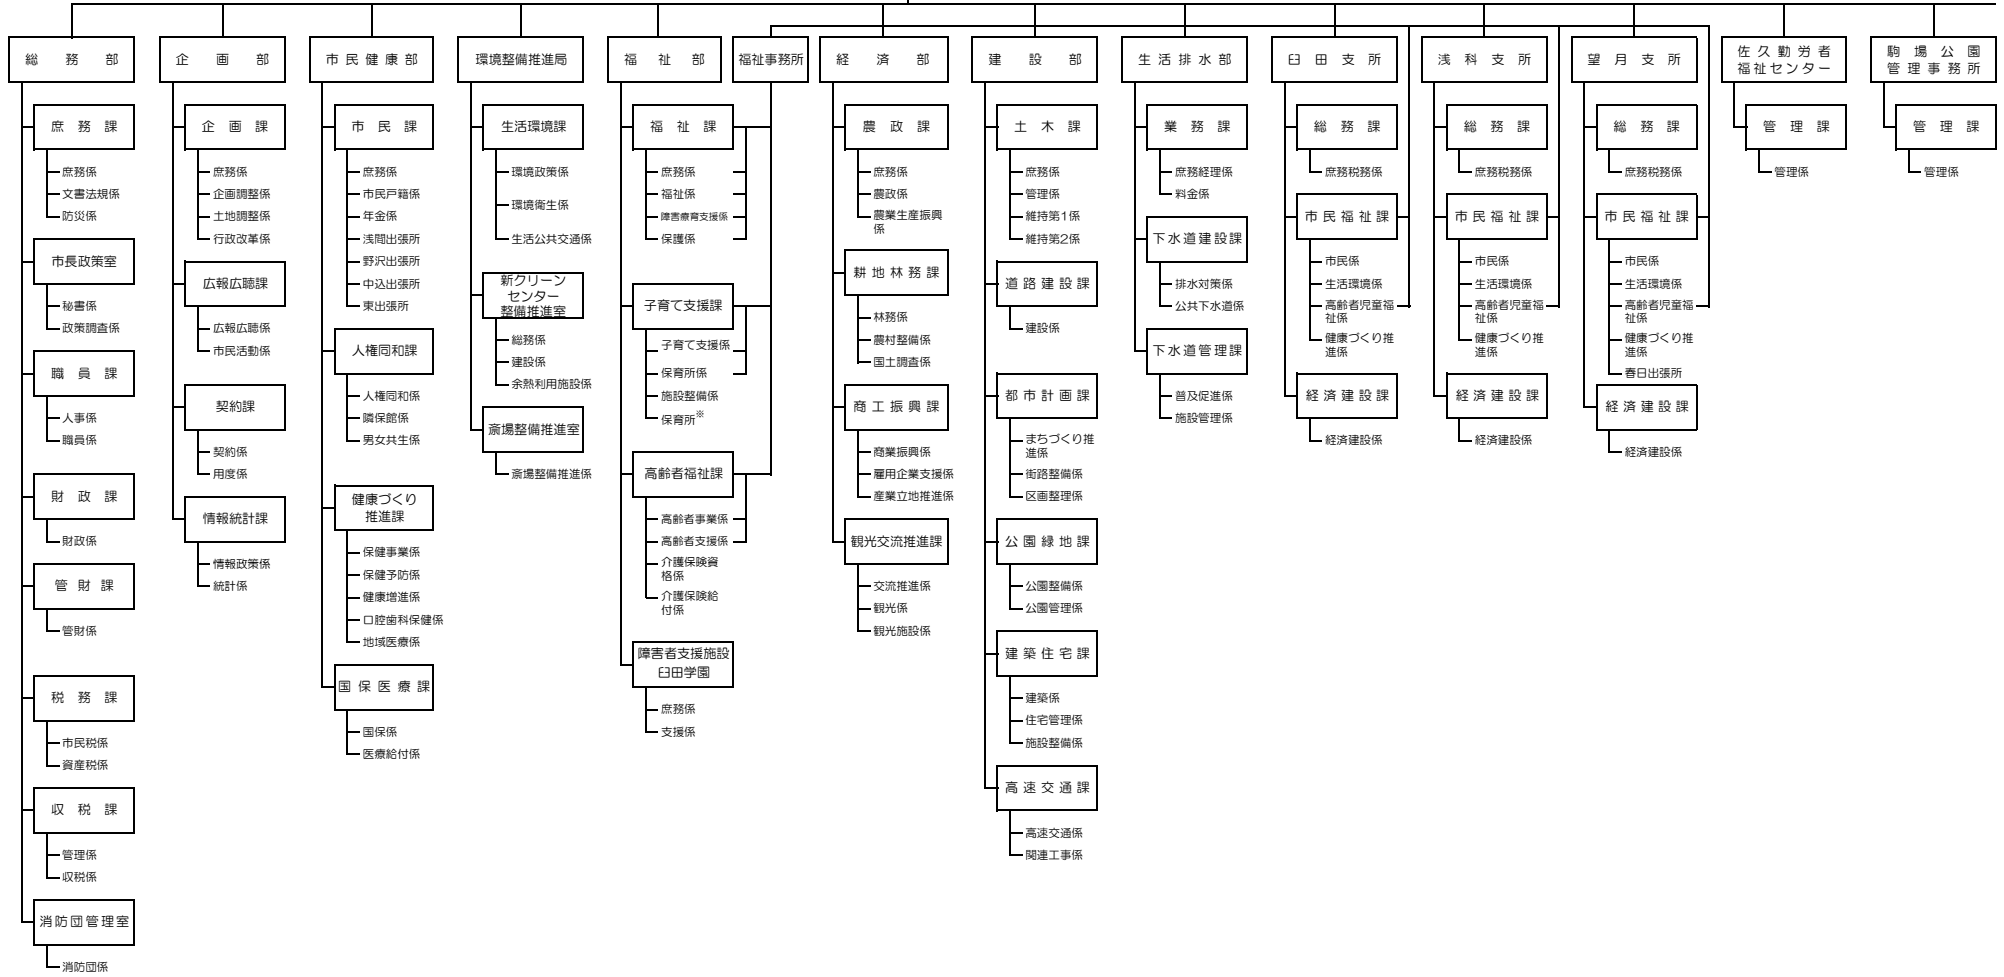 総務部
庶務課
庶務係
文書法規係
防災係
市長政策室
秘書係
政策調査係
職員課
人事係
職員係
財政課
財政係
管財課
管財係
税務課
市民税係
資産税係
収税課
管理係
収税係
消防団管理室
消防団係
企画部
企画課
庶務係
企画調整係
土地調整係
行政改革係
広報広聴課
広報広聴係
市民活動係
契約課
契約係
用度係
情報統計課
情報政策係
統計係
市民健康部
市民課
庶務係
市民戸籍係
年金係
浅間出張所
野沢出張所
中込出張所
東出張所
人権同和課
人権同和係
隣保館係
男女共生係
健康づくり
推進課
保健事業係
保健予防係
健康増進係
口腔歯科保健係
地域医療係
国保医療課
国保係
医療給付係
環境整備推進局
生活環境課
環境政策係
環境衛生係
生活公共交通係
新クリーン
センター
整備推進室
総務係
建設係
余熱利用施設係
斎場整備推進室
斎場整備推進係
福祉部
福祉課
庶務係
福祉係
障害療育支援係
保護係
子育て支援課
子育て支援係
保育所係
施設整備係
保育所※
高齢者福祉課
高齢者事業係
高齢者支援係
介護保険資
格係
介護保険給
付係
障害者支援施設
臼田学園
庶務係
支援係
福祉事務所
経済部
農政課
庶務係
農政係
農業生産振興
係
耕地林務課
林務係
農村整備係
国土調査係
商工振興課
商業振興係
雇用企業支援係
産業立地推進係
観光交流推進課
交流推進係
観光係
観光施設係
建設部
土木課
庶務係
管理係
維持第1係
維持第2係
道路建設課
建設係
都市計画課
まちづくり推
進係
街路整備係
区画整理係
公園緑地課
公園整備係
公園管理係
建築住宅課
建築係
住宅管理係
施設整備係
高速交通課
高速交通係
関連工事係
生活排水部
業務課
庶務経理係
料金係
下水道建設課
排水対策係
公共下水道係
下水道管理課
普及促進係
施設管理係
臼田支所
総務課
庶務税務係
市民福祉課
市民係
生活環境係
高齢者児童福
祉係
健康づくり推
進係
経済建設課
経済建設係
浅科支所
総務課
庶務税務係
市民福祉課
市民係
生活環境係
高齢者児童福
祉係
健康づくり推
進係
経済建設課
経済建設係
望月支所
総務課
庶務税務係
市民福祉課
市民係
生活環境係
高齢者児童福
祉係
健康づくり推
進係
春日出張所
経済建設課
経済建設係
佐久勤労者
福祉センター
管理課
管理係
駒場公園
管理事務所
管理課
管理係